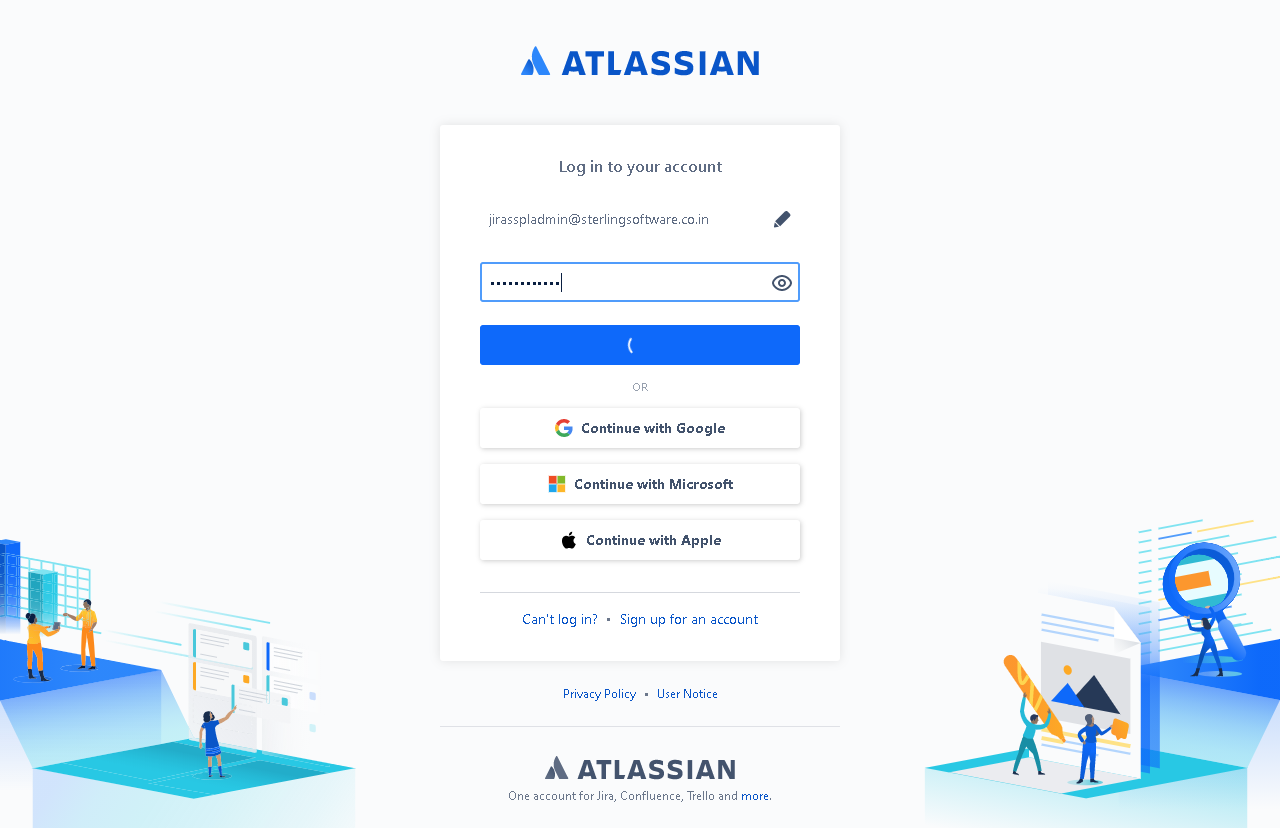 ATLASSIAN
Log in to your account
jirasspladmin@sterlingsoftware.co.in
••••••••••••
OR
Continue with Google
Continue with Microsoft
Continue with Apple
Can't log in? • Sign up for an account
Privacy Policy • User Notice
ATLASSIAN
One account for Jira, Confluence, Trello and more.